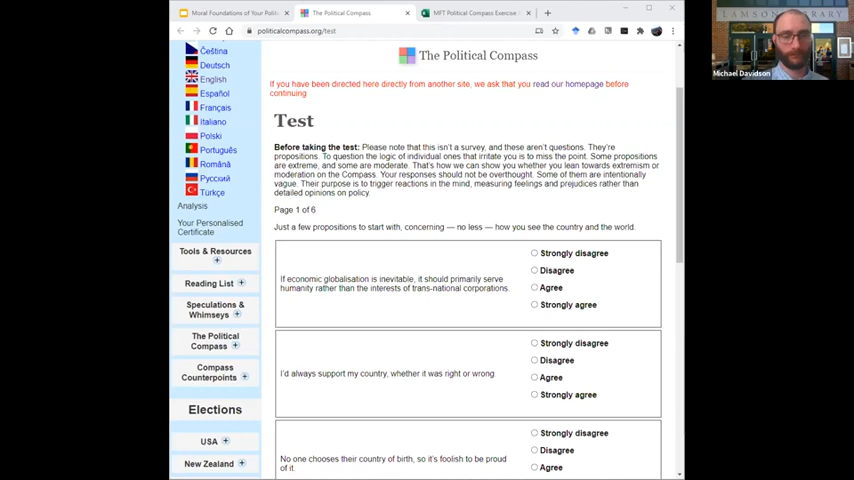 Moral Foundations of Your Polit
The Political Compass
MFT Political Compass Exercise
politicalcompass.org/test
LAMSON LIBRARY
Michael Davidson
Čeština
Deutsch
English
Español
Français
Italiano
Polski
Português
Română
Русский
Türkçe
Analysis
Your Personalised
Certificate
Tools & Resources
Reading List
Speculations &
Whimseys
The Political
Compass
Compass
Counterpoints
Elections
USA
New Zealand
The Political Compass
If you have been directed here directly from another site, we ask that you read our homepage before
continuing
Test
Before taking the test: Please note that this isn't a survey, and these aren't questions. They're
propositions. To question the logic of individual ones that irritate you is to miss the point. Some propositions
are extreme, and some are moderate. That's how we can show you whether you lean towards extremism or
moderation on the Compass. Your responses should not be overthought. Some of them are intentionally
vague. Their purpose is to trigger reactions in the mind, measuring feelings and prejudices rather than
detailed opinions on policy.
Page 1 of 6
Just a few propositions to start with, concerning — no less — how you see the country and the world.
If economic globalisation is inevitable, it should primarily serve
humanity rather than the interests of trans-national corporations.
Strongly disagree
Disagree
Agree
Strongly agree
I'd always support my country, whether it was right or wrong
Strongly disagree
Disagree
Agree
Strongly agree
No one chooses their country of birth, so it's foolish to be proud
of it.
Strongly disagree
Disagree
Agree